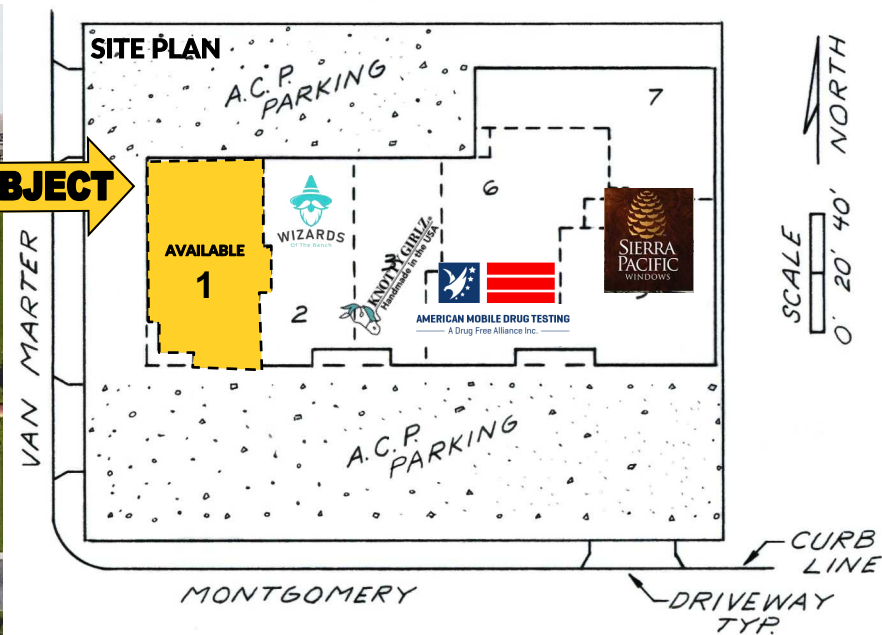 SITE PLAN
A.C.P.
PARKING
7
NORTH
BJECT
6
WIZARDS
Of The Bench
AVAILABLE
1
3
KNOTTY GIRLZ
Handmade in the USA
SIERRA
PACIFIC
WINDOWS
SCALE
0' 20' 40'
2
AMERICAN MOBILE DRUG TESTING
A Drug Free Alliance Inc.
VAN MARTER
A.C.P.
PARKING
MONTGOMERY
CURB
LINE
DRIVEWAY
TYP.